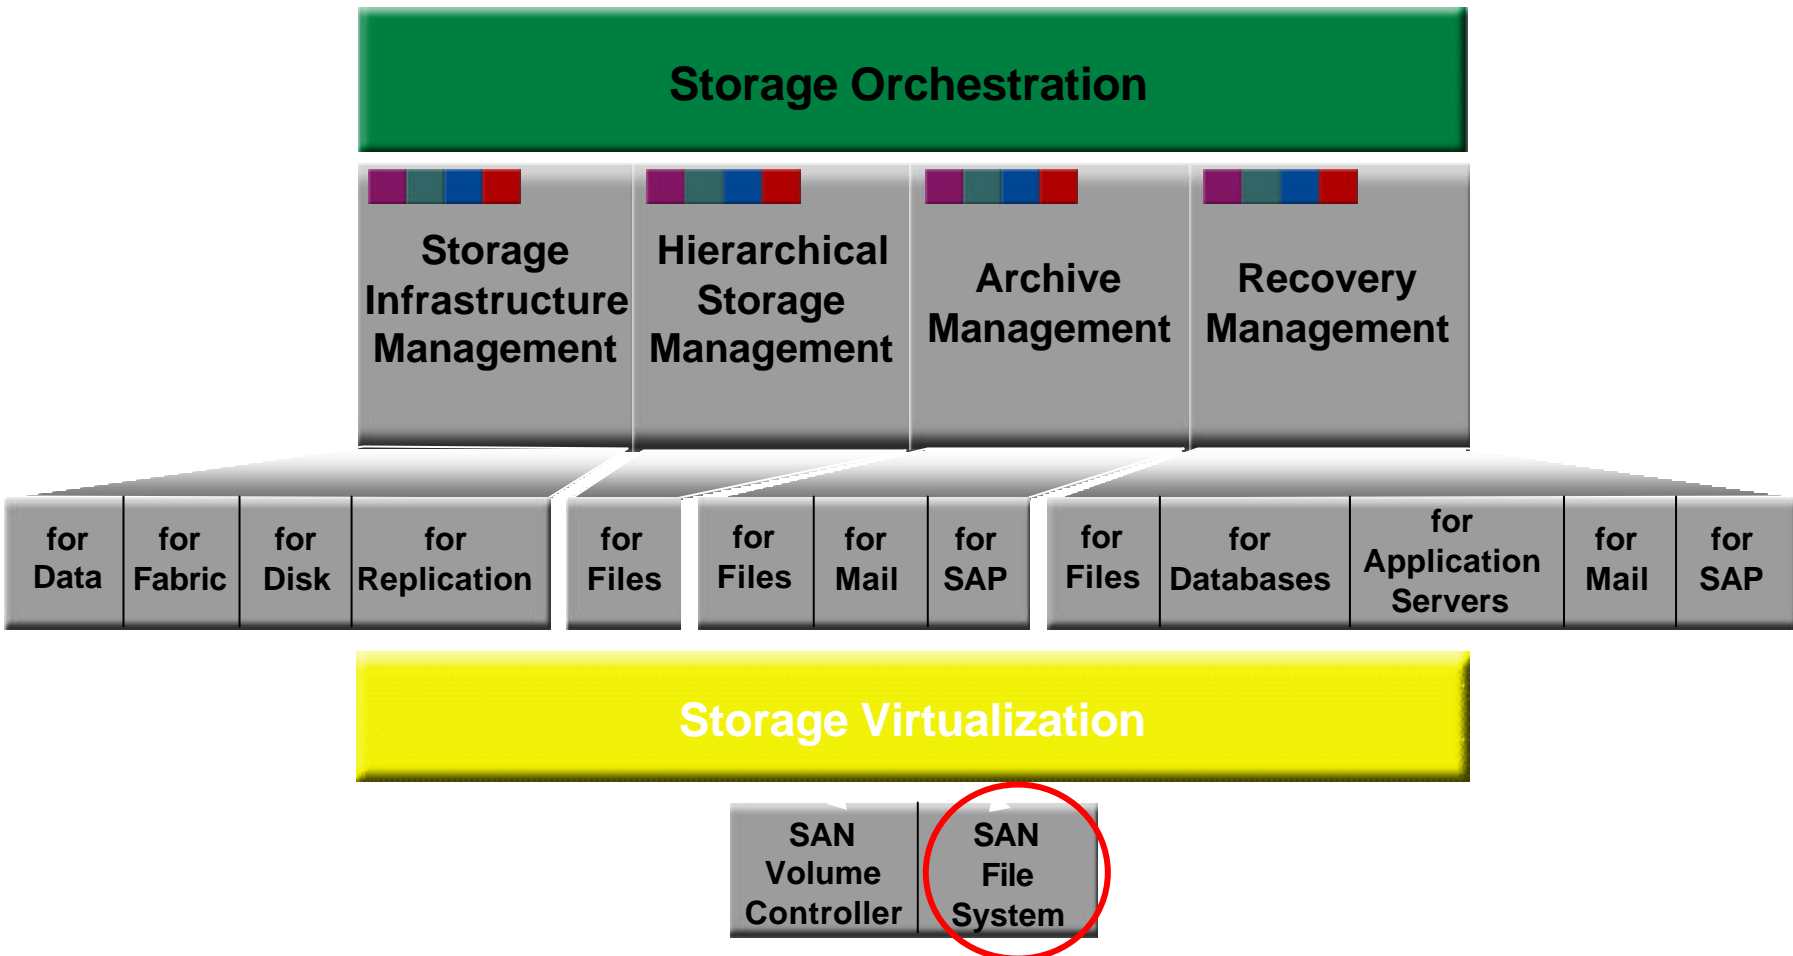 Storage Orchestration
Storage
Infrastructure
Management
Hierarchical
Storage
Management
Archive
Management
Recovery
Management
for
Data
for
Fabric
for
Disk
for
Replication
for
Files
for
Files
for
Mail
for
SAP
for
Files
for
Databases
for
Application
Servers
for
Mail
for
SAP
Storage Virtualization
SAN
Volume
Controller
SAN
File
System